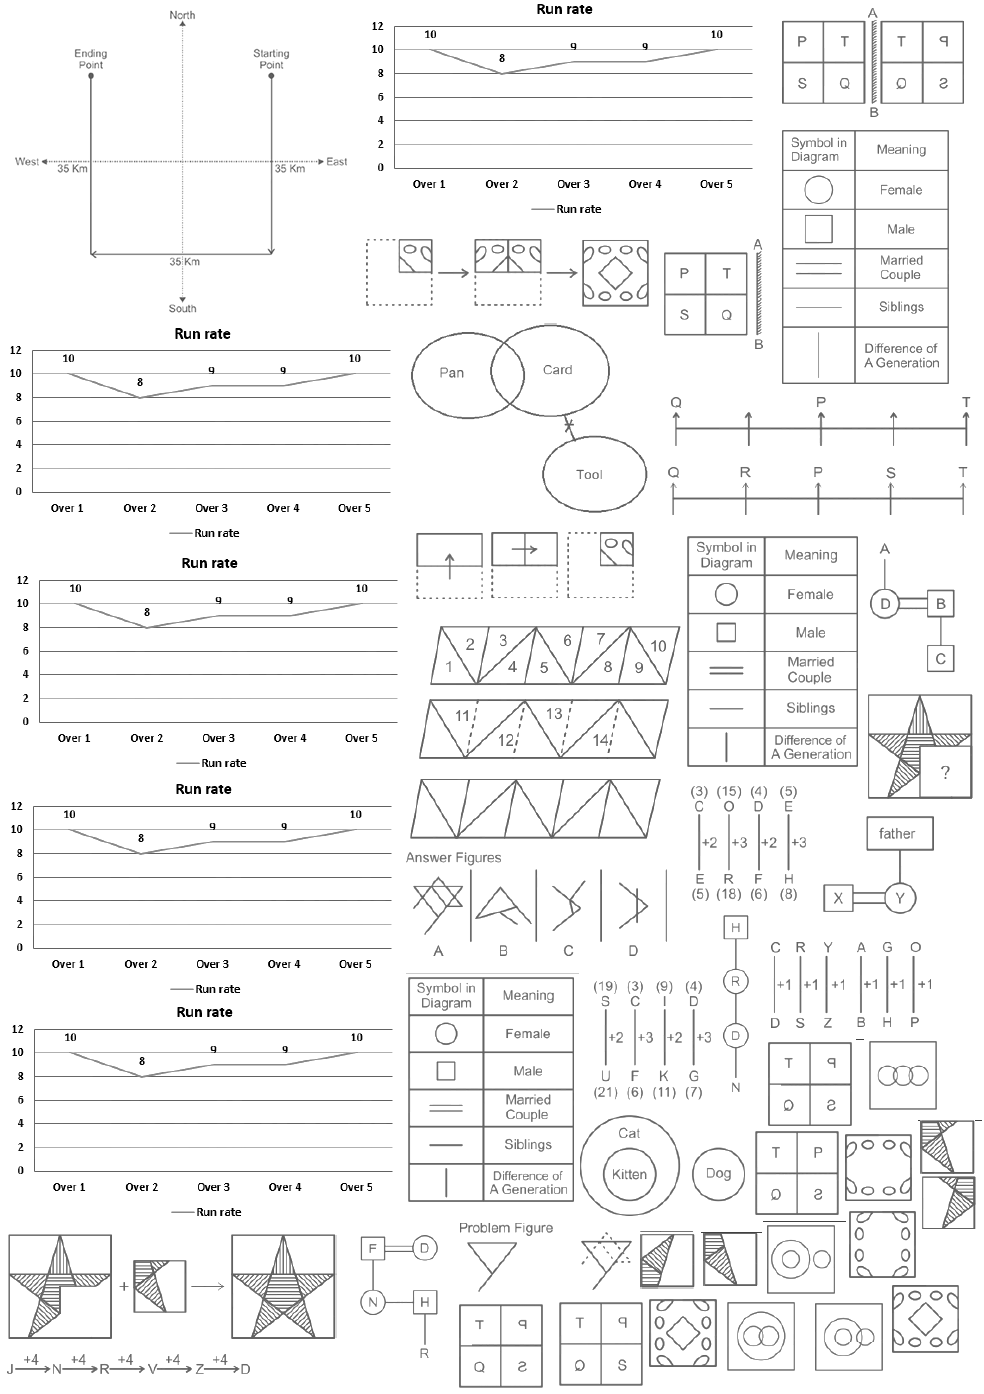 North
Ending
Point
Starting
Point
West
East
35 Km
35 Km
35 Km
South
Run rate
12
10
8
6
4
2
0
10
8
9
9
10
Over 1
Over 2
Over 3
Over 4
Over 5
Run rate
A
P
T
T
S
Q
B
Symbol in
Diagram
Meaning
Female
Male
Married
Couple
Siblings
Difference of
A Generation
A
P
T
S
Q
B
Run rate
12
10
8
6
4
2
0
10
8
9
9
10
Over 1
Over 2
Over 3
Over 4
Over 5
Run rate
Pan
Card
Tool
Q
P
T
Q
R
P
S
T
Run rate
12
10
8
6
4
2
0
10
8
9
9
10
Over 1
Over 2
Over 3
Over 4
Over 5
Run rate
Symbol in
Diagram
Meaning
Female
Male
Married
Couple
Siblings
Difference of
A Generation
A
D
B
C
1
2
3
4
5
6
7
8
9
10
11
12
13
14
?
Run rate
12
10
8
6
4
2
0
10
8
9
9
10
Over 1
Over 2
Over 3
Over 4
Over 5
Run rate
(3) (15) (4) (5)
C O D E
+2 +3 +2 +3
E R F H
(5) (18) (6) (8)
father
X
Y
Answer Figures
A
B
C
D
H
R
D
N
C R Y A G O
+1 +1 +1 +1 +1 +1
D S Z B H P
Symbol in
Diagram
Meaning
Female
Male
Married
Couple
Siblings
Difference of
A Generation
(19) (3) (9) (4)
S C I D
+2 +3 +2 +3
U F K G
(21) (6) (11) (7)
Run rate
12
10
8
6
4
2
0
10
8
9
9
10
Over 1
Over 2
Over 3
Over 4
Over 5
Run rate
T
Cat
Kitten
Dog
T
P
Problem Figure
+
F
D
N
H
R
T
Q
T
S
+4 +4 +4 +4 +4
J N R V Z D